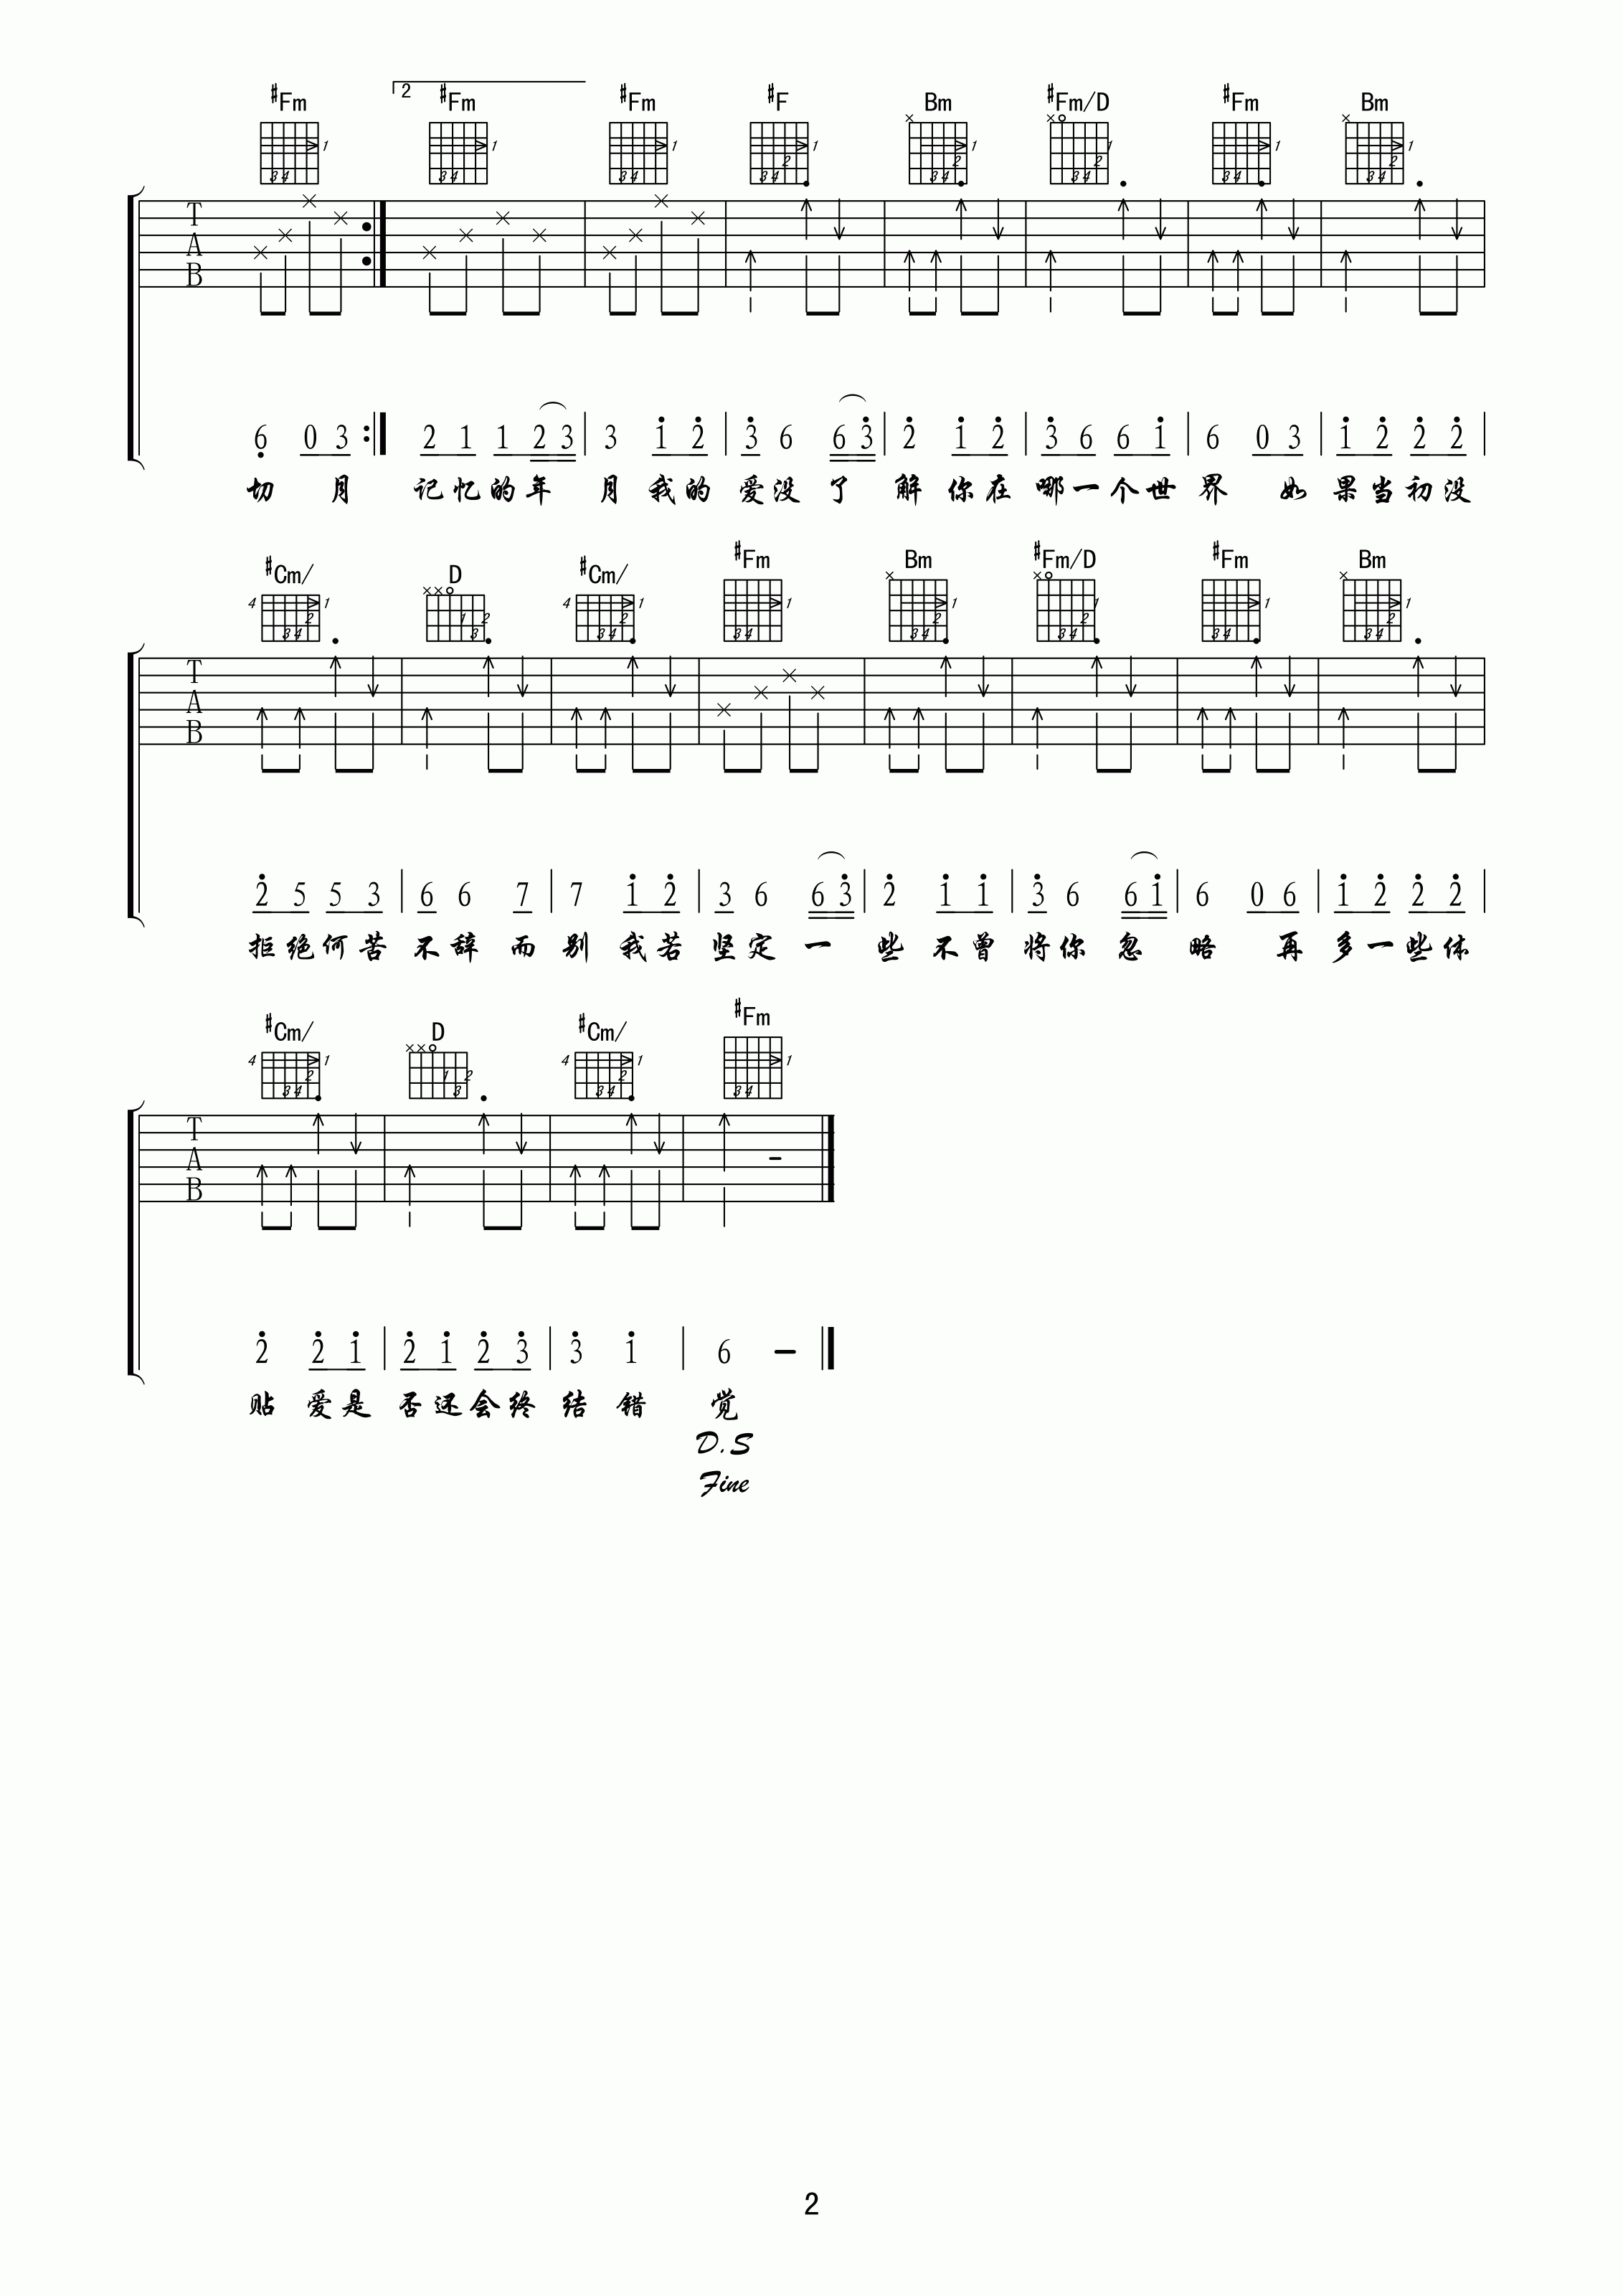 #Fm 2 #Fm #Fm #F Bm #Fm/D #Fm Bm
T
A
B
6 0 3 :| 2 1 1 2 3 | 3 1 2 | 3 6 6 3 | 2 1 2 | 3 6 6 1 | 6 0 3 | 1 2 2 2 |
切 月 记忆的年 月 我的 爱没 了 解 你在 哪一个世 界 如 果当初没
#Cm/ D #Cm/ #Fm Bm #Fm/D #Fm Bm
T
A
B
2 5 5 3 | 6 6 7 | 7 1 2 | 3 6 6 3 | 2 1 1 | 3 6 6 1 | 6 0 6 | 1 2 2 2 |
拒绝何苦 不辞 而 别 我若 坚定 一 些 不曾 将你 忽 略 再 多一些体
#Cm/ D #Cm/ #Fm
T
A
B
2 2 1 | 2 1 2 3 | 3 1 | 6 - |
贴 爱是 否还会终 结 错 觉
D.S
Fine
2